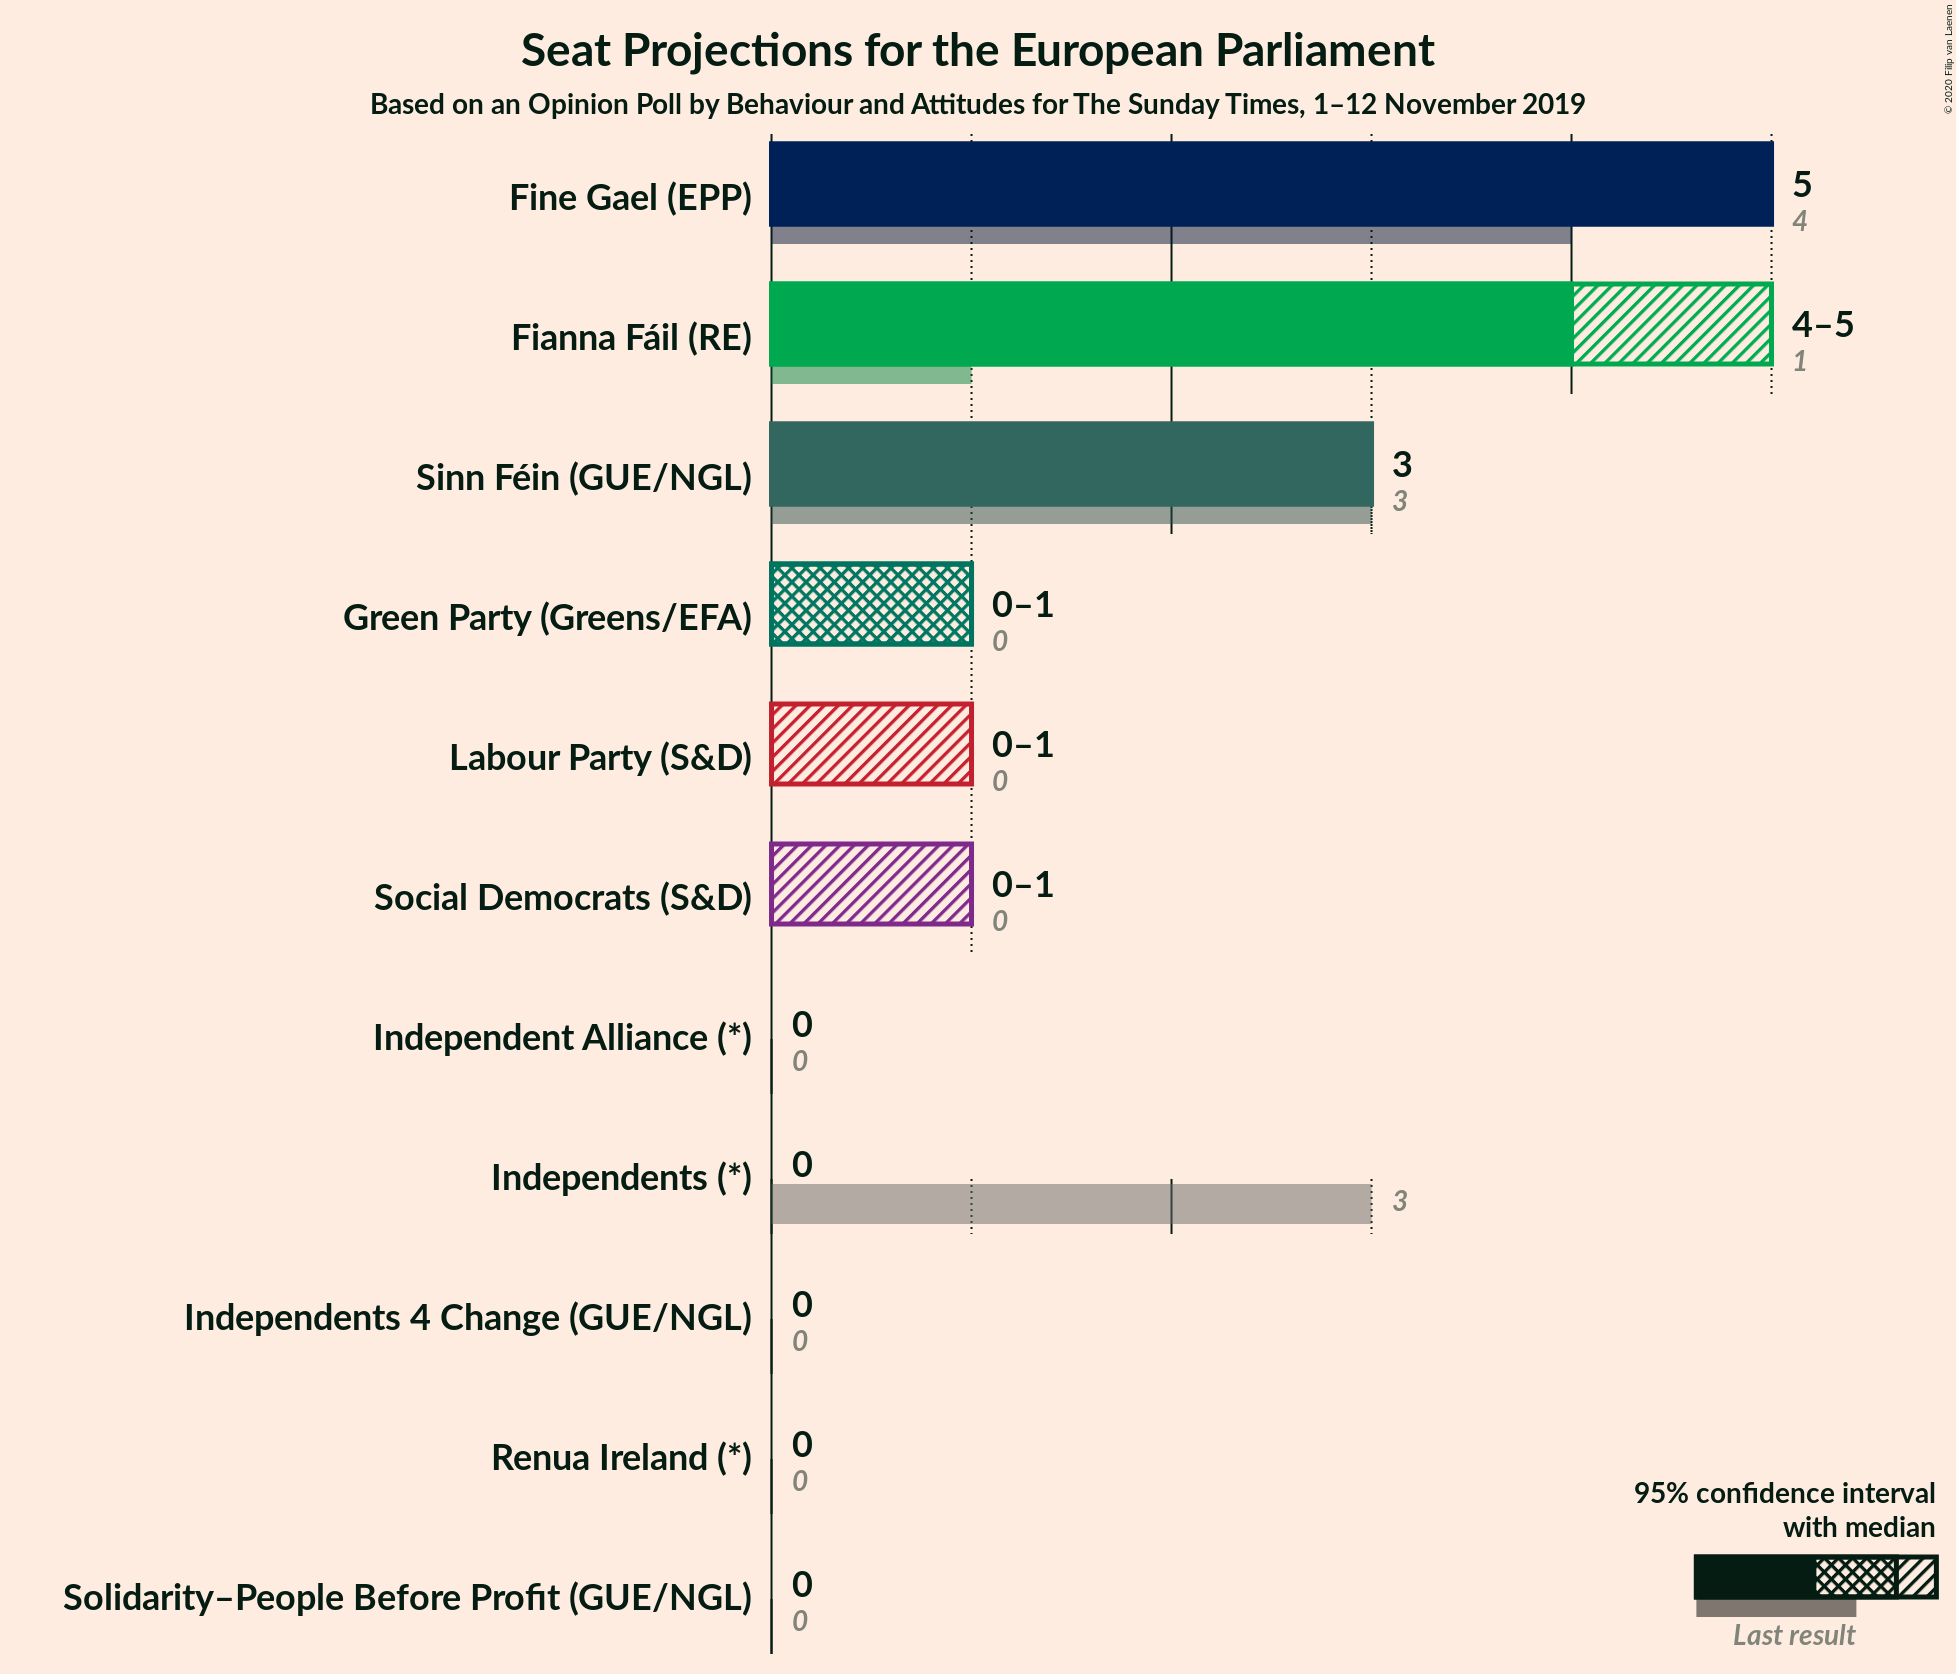 Seat Projections for the European Parliament
Based on an Opinion Poll by Behaviour and Attitudes for The Sunday Times, 1–12 November 2019
© 2020 Filip van Laenen
Fine Gael (EPP)
5
4
Fianna Fáil (RE)
4–5
1
Sinn Féin (GUE/NGL)
3
3
Green Party (Greens/EFA)
0–1
0
Labour Party (S&D)
0–1
0
Social Democrats (S&D)
0–1
0
Independent Alliance (*)
0
0
Independents (*)
0
3
Independents 4 Change (GUE/NGL)
0
0
Renua Ireland (*)
0
0
Solidarity–People Before Profit (GUE/NGL)
0
0
95% confidence interval
with median
Last result